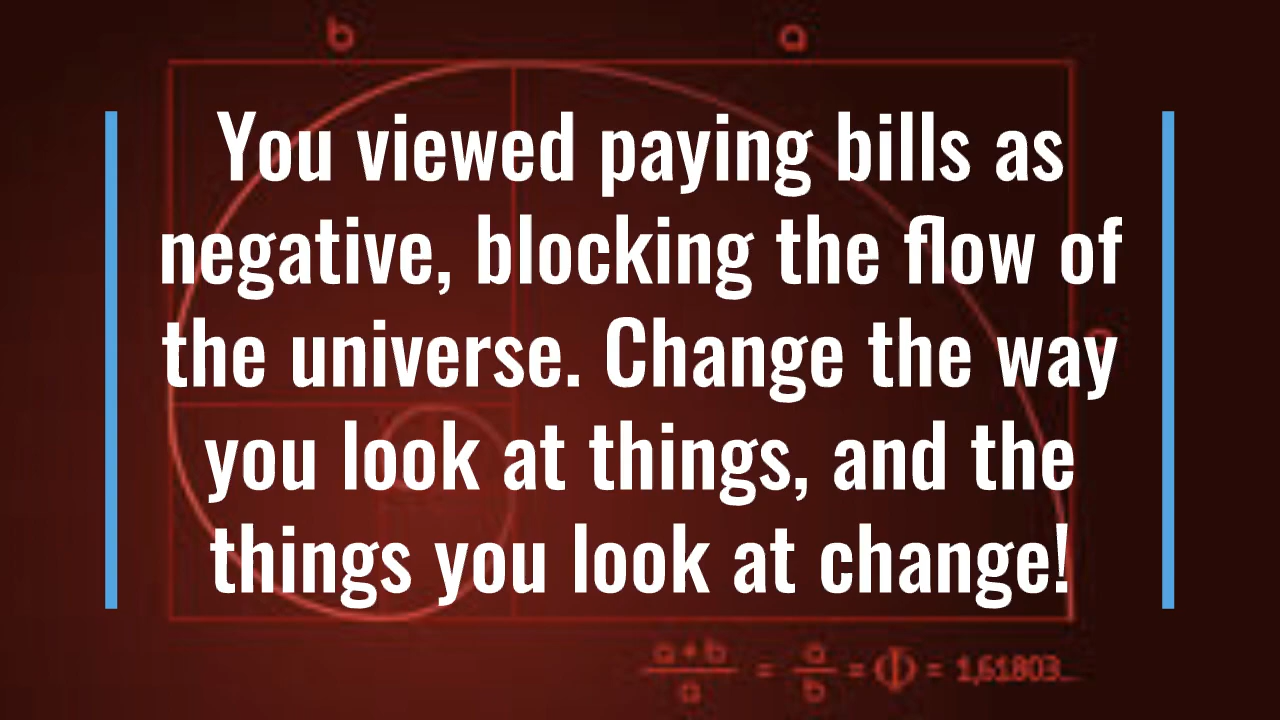 b a
You viewed paying bills as
negative, blocking the flow of
the universe. Change the way
you look at things, and the
things you look at change!
a + b
a
= a
b
= Φ = 1,61803...